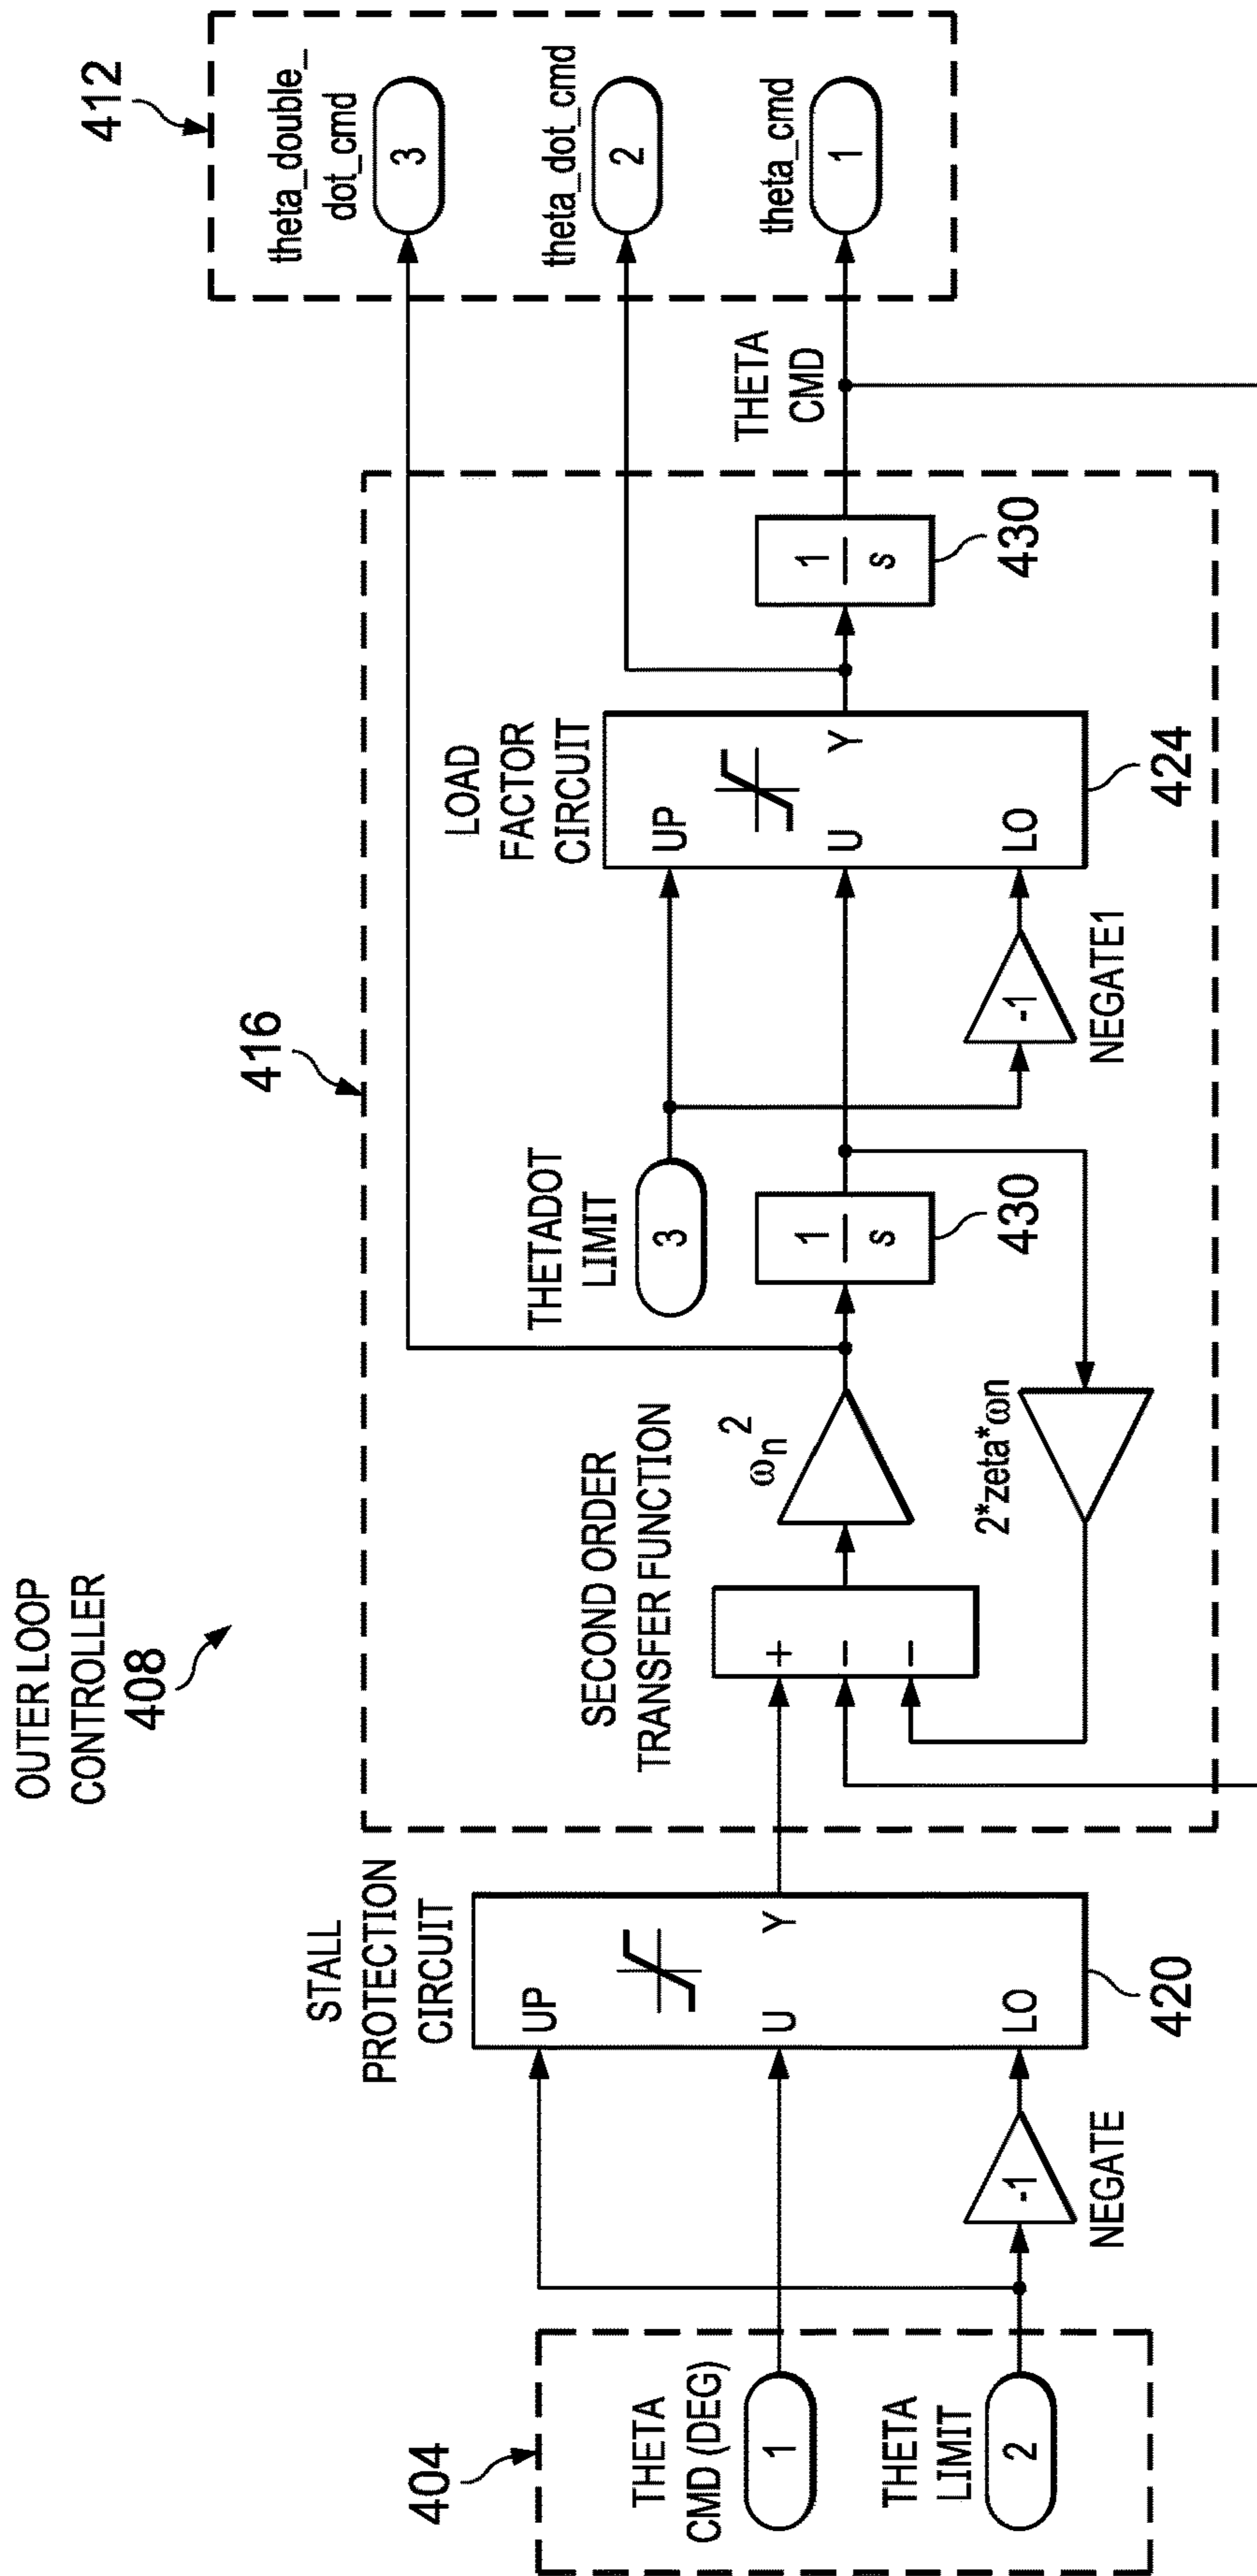 OUTER LOOP
CONTROLLER
408
404
THETA
CMD (DEG)
1
THETA
LIMIT
2
-1
NEGATE
STALL
PROTECTION
CIRCUIT
UP
U
Y
LO
420
416
SECOND ORDER
TRANSFER FUNCTION
+
−
−
ωn²
2*zeta*ωn
1
s
430
THETADOT
LIMIT
3
-1
NEGATE1
LOAD
FACTOR
CIRCUIT
UP
U
Y
LO
424
1
s
430
THETA
CMD
412
theta_double_
dot_cmd
3
theta_dot_cmd
2
theta_cmd
1